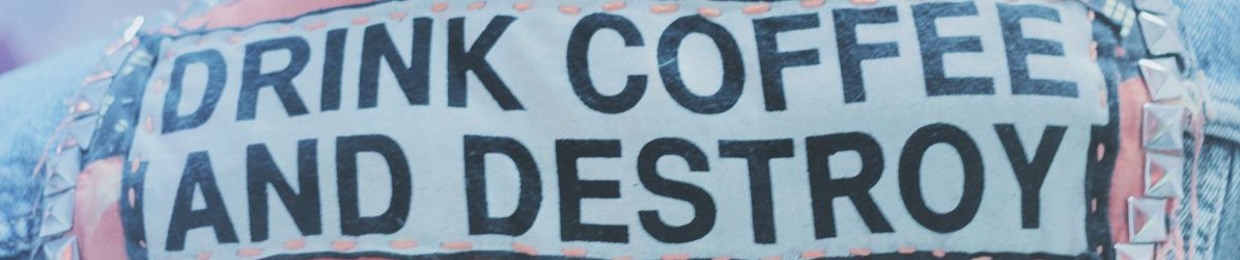 DRINK COFFEE
AND DESTROY